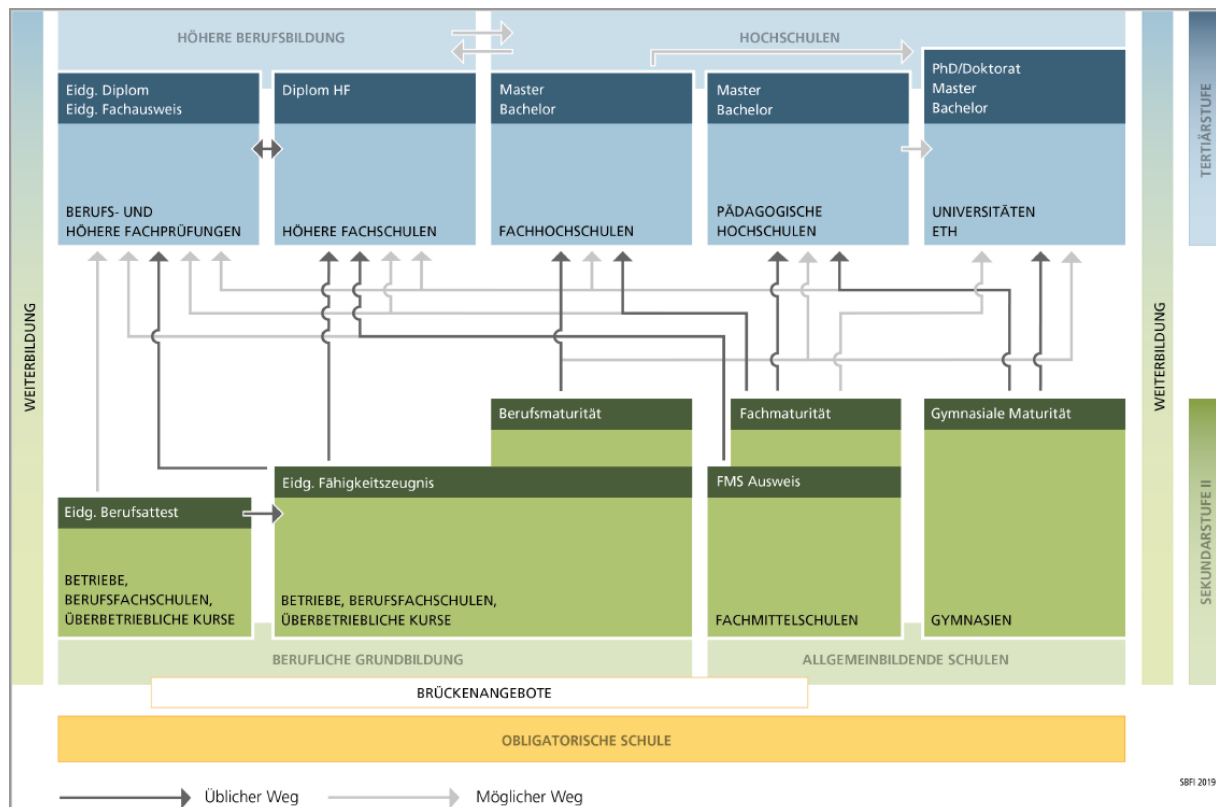 HÖHERE BERUFSBILDUNG
HOCHSCHULEN
WEITERBILDUNG
WEITERBILDUNG
TERTIÄRSTUFE
Eidg. Diplom
Eidg. Fachausweis
Diplom HF
Master
Bachelor
Master
Bachelor
PhD/Doktorat
Master
Bachelor
BERUFS- UND
HÖHERE FACHPRÜFUNGEN
HÖHERE FACHSCHULEN
FACHHOCHSCHULEN
PÄDAGOGISCHE
HOCHSCHULEN
UNIVERSITÄTEN
ETH
Berufsmaturität
Fachmaturität
Gymnasiale Maturität
Eidg. Fähigkeitszeugnis
FMS Ausweis
Eidg. Berufsattest
SEKUNDARSTUFE II
BETRIEBE,
BERUFSFACHSCHULEN,
ÜBERBETRIEBLICHE KURSE
BETRIEBE, BERUFSFACHSCHULEN,
ÜBERBETRIEBLICHE KURSE
FACHMITTELSCHULEN
GYMNASIEN
BERUFLICHE GRUNDBILDUNG
ALLGEMEINBILDENDE SCHULEN
BRÜCKENANGEBOTE
OBLIGATORISCHE SCHULE
SBFI 2019
Üblicher Weg
Möglicher Weg